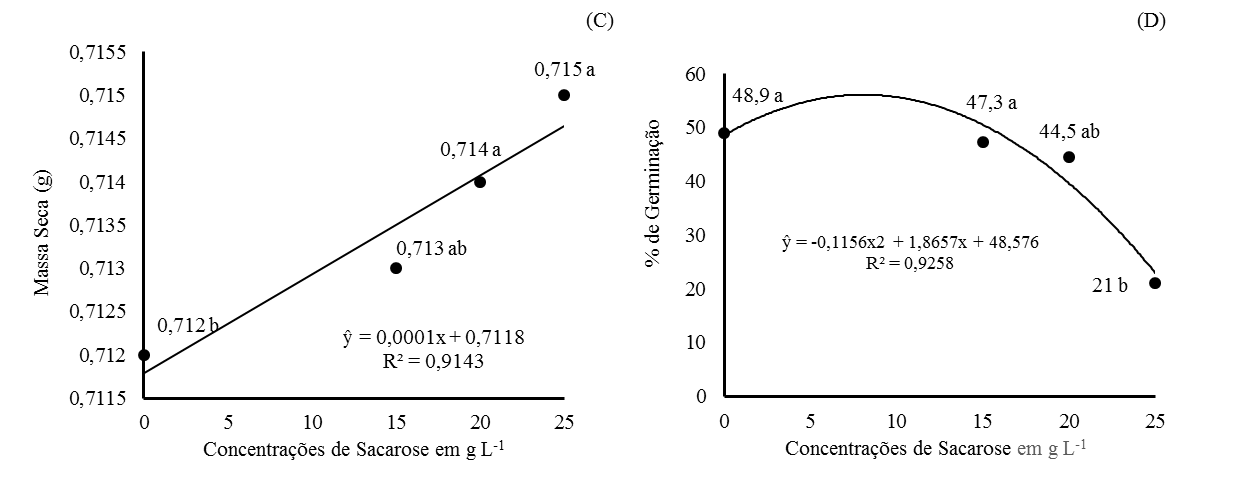 (C)
0,7155
0,715
0,7145
0,714
0,7135
0,713
0,7125
0,712
0,7115
Massa Seca (g)
0,712 b
0,713 ab
0,714 a
0,715 a
ŷ = 0,0001x + 0,7118
R² = 0,9143
0 5 10 15 20 25
Concentrações de Sacarose em g L⁻¹
(D)
60
50
40
30
20
10
0
% de Germinação
48,9 a
47,3 a
44,5 ab
21 b
ŷ = -0,1156x2 + 1,8657x + 48,576
R² = 0,9258
0 5 10 15 20 25
Concentrações de Sacarose em g L⁻¹